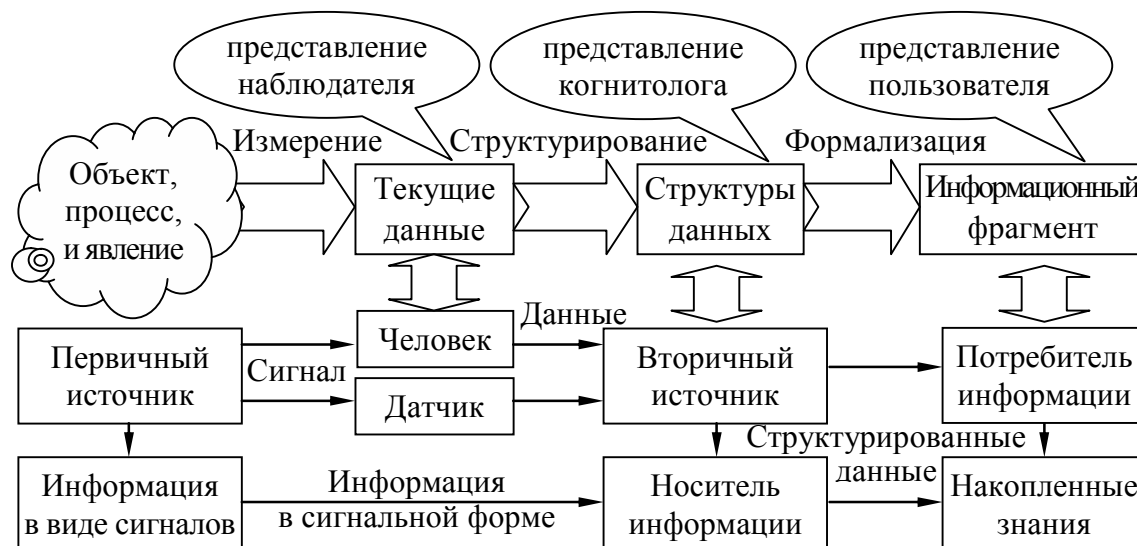 представление
наблюдателя
представление
когнитолога
представление
пользователя
Измерение
Структурирование
Формализация
Объект,
процесс,
и явление
Текущие
данные
Структуры
данных
Информационный
фрагмент
Первичный
источник
Сигнал
Человек
Датчик
Данные
Вторичный
источник
Потребитель
информации
Структурированные
данные
Информация
в виде сигналов
Информация
в сигнальной форме
Носитель
информации
Накопленные
знания